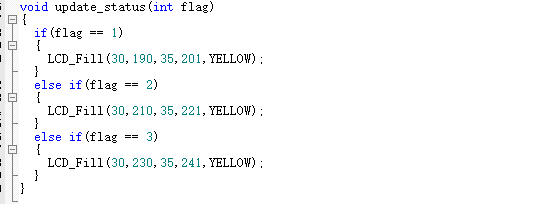 void update_status(int flag)
{
if(flag == 1)
{
LCD_Fill(30,190,35,201,YELLOW);
}
else if(flag == 2)
{
LCD_Fill(30,210,35,221,YELLOW);
}
else if(flag == 3)
{
LCD_Fill(30,230,35,241,YELLOW);
}
}